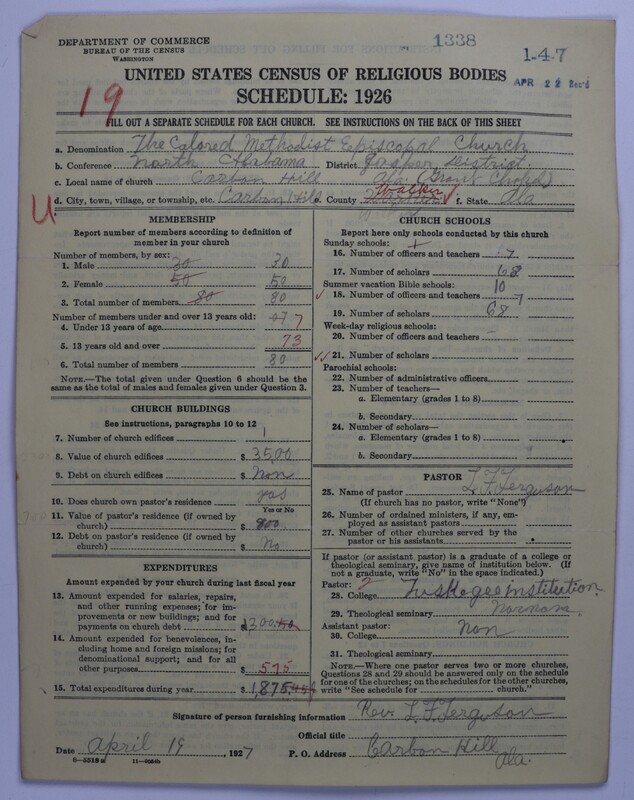 DEPARTMENT OF COMMERCE
BUREAU OF THE CENSUS
WASHINGTON
1338
1-4-7
APR 22 Rec'd
UNITED STATES CENSUS OF RELIGIOUS BODIES
SCHEDULE: 1926
19
FILL OUT A SEPARATE SCHEDULE FOR EACH CHURCH. SEE INSTRUCTIONS ON THE BACK OF THIS SHEET
a. Denomination The Colored Methodist Episcopal Church
b. Conference North Alabama District Jasper District
c. Local name of church Carbon Hill Ala
U d. City, town, village, or township, etc. Carbon Hill e. County Walker f. State Ala
MEMBERSHIP
Report number of members according to definition of
member in your church
Number of members, by sex:
1. Male 30 30
2. Female 50 50
3. Total number of members 80 80
Number of members under and over 13 years old:
4. Under 13 years of age 7
5. 13 years old and over 73
6. Total number of members 80
NOTE.—The total given under Question 6 should be the
same as the total of males and females given under Question 3.
CHURCH BUILDINGS
See instructions, paragraphs 10 to 12
7. Number of church edifices 1
8. Value of church edifices $ 3500
9. Debt on church edifices $ Non
10. Does church own pastor's residence yas
Yes or No
11. Value of pastor's residence (if owned by
church) $ 800
12. Debt on pastor's residence (if owned by
church) $ No
EXPENDITURES
Amount expended by your church during last fiscal year
13. Amount expended for salaries, repairs,
and other running expenses; for im-
provements or new buildings; and for
payments on church debt $ 1300
14. Amount expended for benevolences, in-
cluding home and foreign missions; for
denominational support; and for all
other purposes $ 575
15. Total expenditures during year $ 1,875
CHURCH SCHOOLS
Report here only schools conducted by this church
Sunday schools:
16. Number of officers and teachers 7
17. Number of scholars 68
Summer vacation Bible schools: 10
18. Number of officers and teachers 7
19. Number of scholars 68
Week-day religious schools:
20. Number of officers and teachers
21. Number of scholars
Parochial schools:
22. Number of administrative officers
23. Number of teachers—
a. Elementary (grades 1 to 8)
b. Secondary
24. Number of scholars—
a. Elementary (grades 1 to 8)
b. Secondary
PASTOR
25. Name of pastor L. F. Ferguson
(If church has no pastor, write "None")
26. Number of ordained ministers, if any, em-
ployed as assistant pastors
27. Number of other churches served by the
pastor or his assistants
If pastor (or assistant pastor) is a graduate of a college or
theological seminary, give name of institution below. (If
not a graduate, write "No" in the space indicated.)
Pastor: 2
28. College Tuskegee institution
29. Theological seminary
Assistant pastor:
30. College Non
31. Theological seminary
NOTE.—Where one pastor serves two or more churches,
Questions 28 and 29 should be answered only on the schedule
for one of the churches; on the schedules for the other churches,
write "See schedule for church."
Signature of person furnishing information Rev. L. F. Ferguson
Official title
Date April 19, 1927 P. O. Address Carbon Hill
Ala.